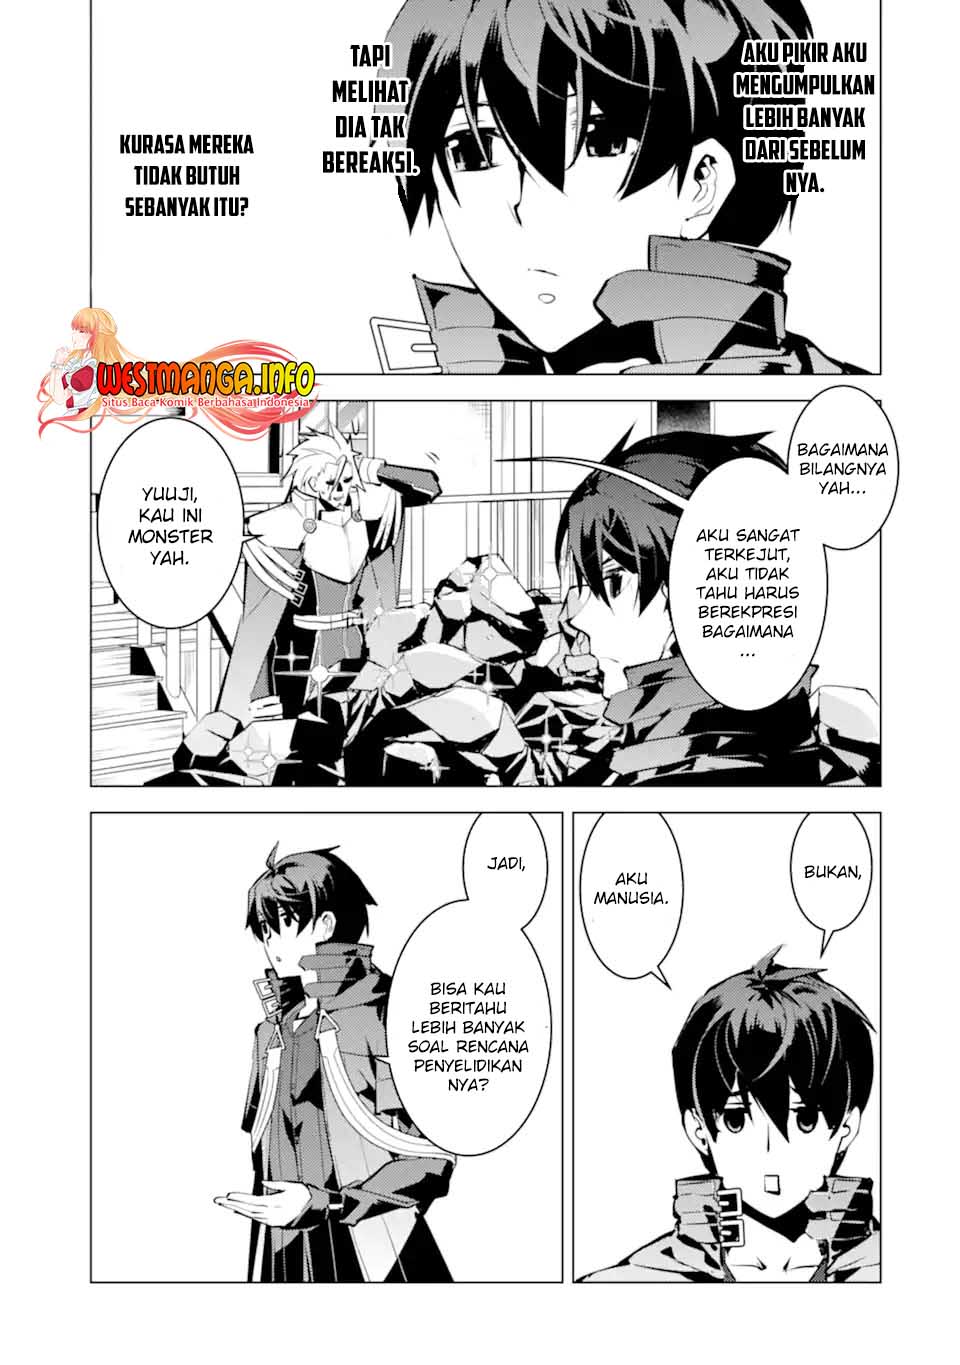 AKU PIKIR AKU
MENGUMPULKAN
LEBIH BANYAK
DARI SEBELUM
NYA.
TAPI
MELIHAT
DIA TAK
BEREAKSI.
KURASA MEREKA
TIDAK BUTUH
SEBANYAK ITU?
WESTMANGA.INFO
Situs Baca Komik Berbahasa Indonesia
BAGAIMANA
BILANGNYA
YAH...
AKU SANGAT
TERKEJUT,
AKU TIDAK
TAHU HARUS
BEREKPRESI
BAGAIMANA
...
YUUJI,
KAU INI
MONSTER
YAH.
BUKAN,
AKU
MANUSIA.
JADI,
BISA KAU
BERITAHU
LEBIH BANYAK
SOAL RENCANA
PENYELIDIKAN
NYA?